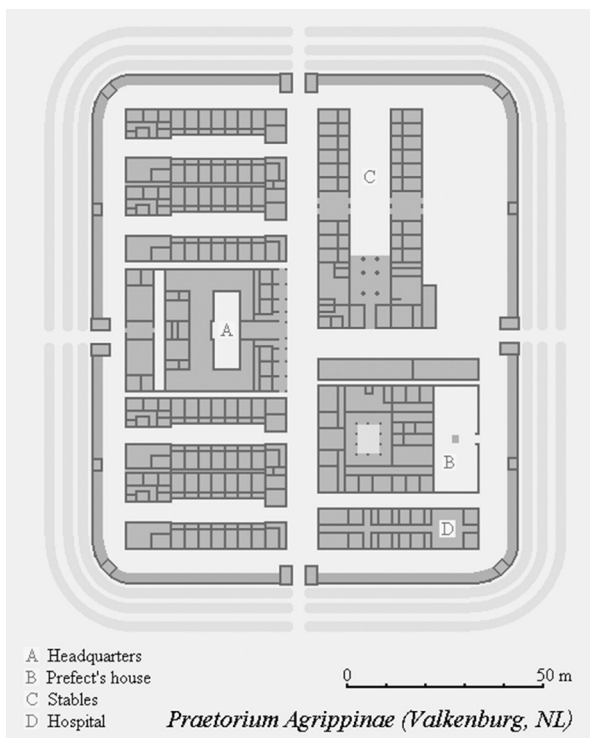 C
A
B
D
A Headquarters
B Prefect's house
C Stables
D Hospital
0 50 m
Praetorium Agrippinae (Valkenburg, NL)